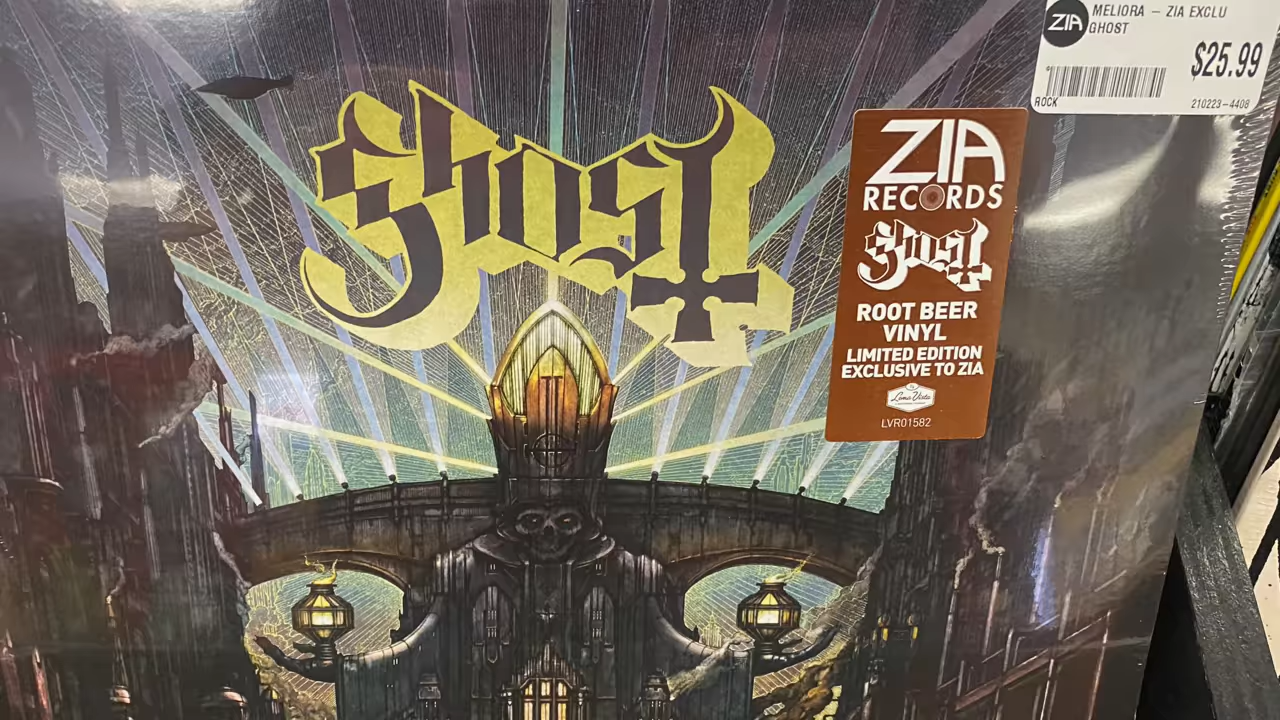 Ghost
ZIA
MELIORA – ZIA EXCLU
GHOST
$25.99
ROCK
210223-4408
ZIA
RECORDS
Ghost
ROOT BEER
VINYL
LIMITED EDITION
EXCLUSIVE TO ZIA
Loma Vista
LVR01582